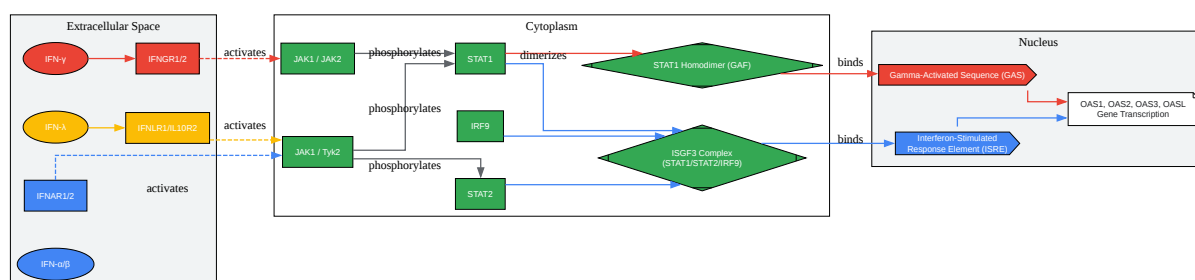 Extracellular Space
IFN-γ
IFNGR1/2
IFN-λ
IFNLR1/IL10R2
IFNAR1/2
IFN-α/β
activates
activates
activates
Cytoplasm
JAK1 / JAK2
phosphorylates
STAT1
dimerizes
STAT1 Homodimer (GAF)
phosphorylates
IRF9
JAK1 / Tyk2
phosphorylates
STAT2
ISGF3 Complex
(STAT1/STAT2/IRF9)
binds
binds
Nucleus
Gamma-Activated Sequence (GAS)
Interferon-Stimulated
Response Element (ISRE)
OAS1, OAS2, OAS3, OASL
Gene Transcription